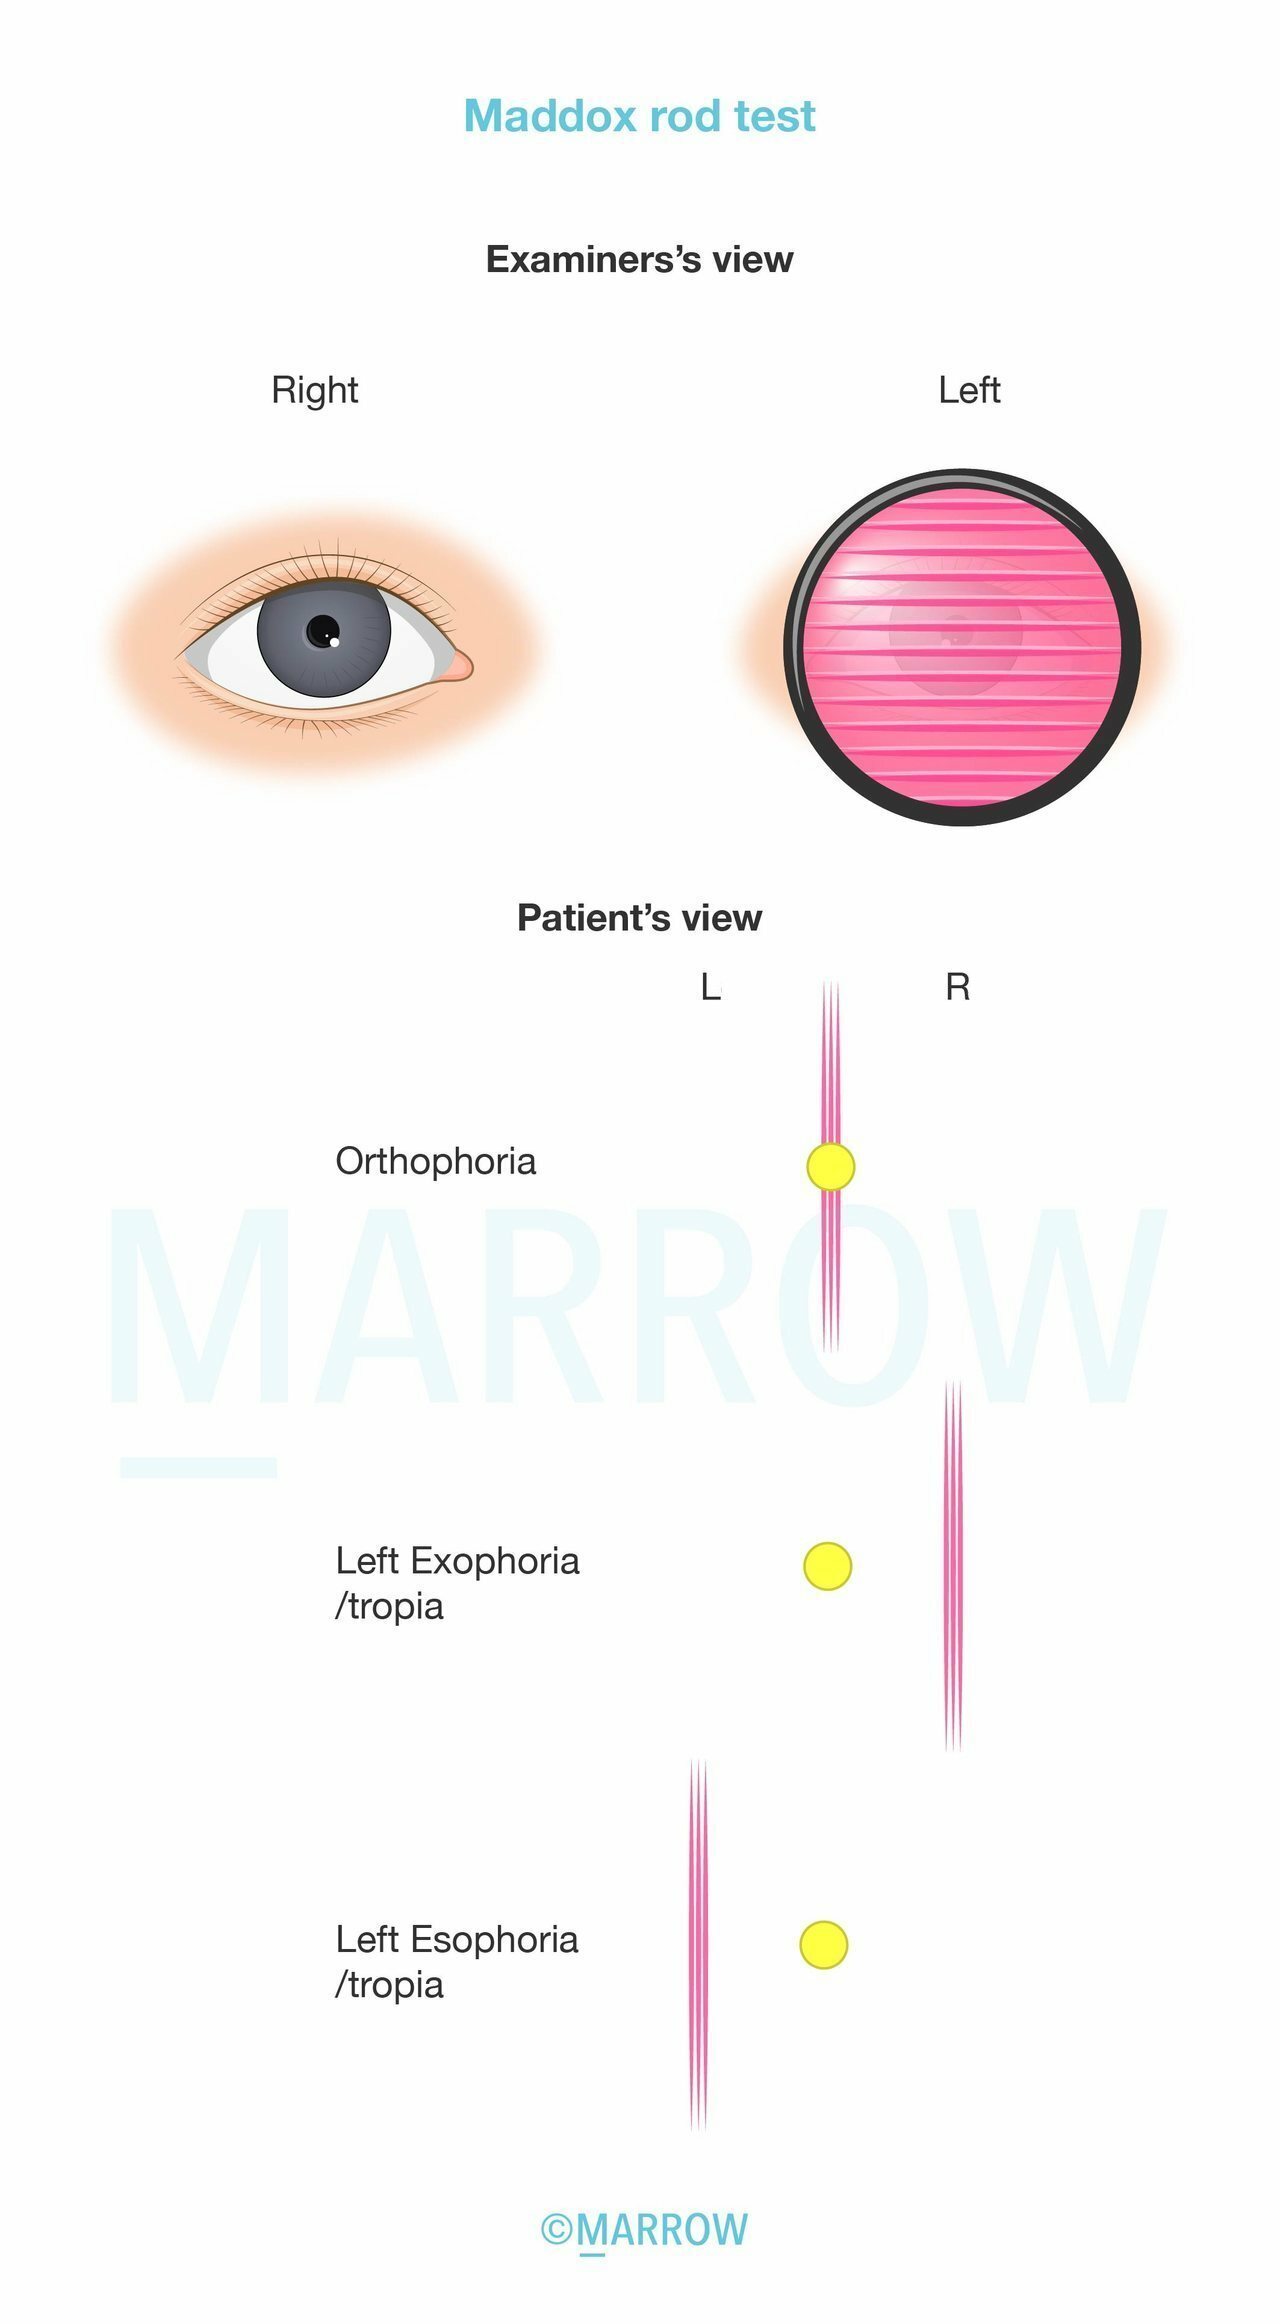 Maddox rod test
Examiners's view
Right
Left
Patient's view
L
R
Orthophoria
MARROW
Left Exophoria
/tropia
Left Esophoria
/tropia
©MARROW